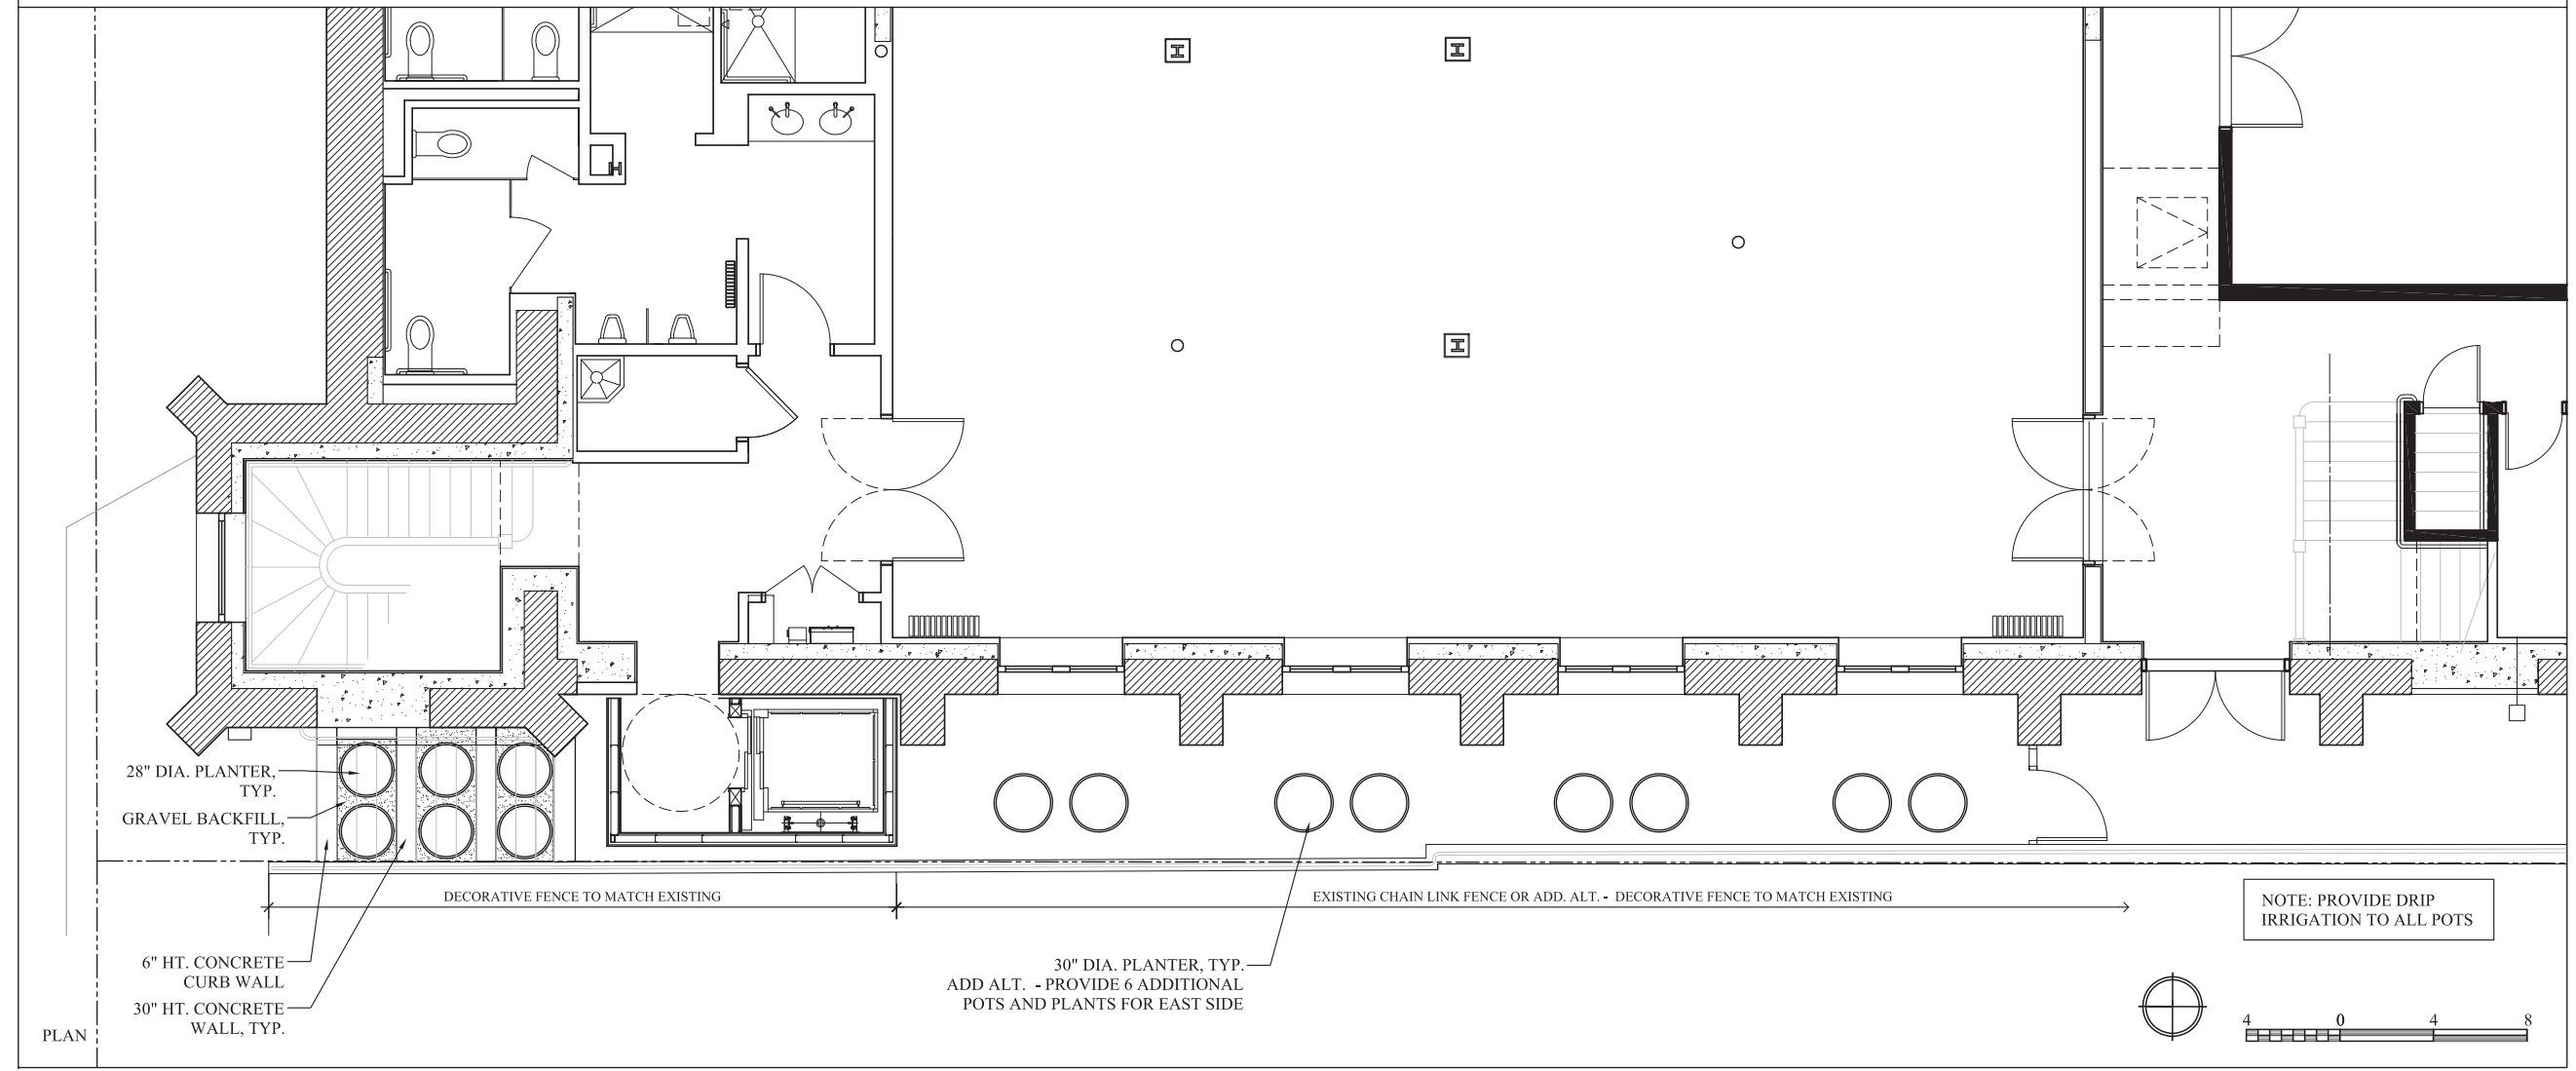 28" DIA. PLANTER,
TYP.
GRAVEL BACKFILL,
TYP.
DECORATIVE FENCE TO MATCH EXISTING
EXISTING CHAIN LINK FENCE OR ADD. ALT. - DECORATIVE FENCE TO MATCH EXISTING
NOTE: PROVIDE DRIP
IRRIGATION TO ALL POTS
6" HT. CONCRETE
CURB WALL
30" HT. CONCRETE
WALL, TYP.
30" DIA. PLANTER, TYP.
ADD ALT. - PROVIDE 6 ADDITIONAL
POTS AND PLANTS FOR EAST SIDE
PLAN
4 0 4 8